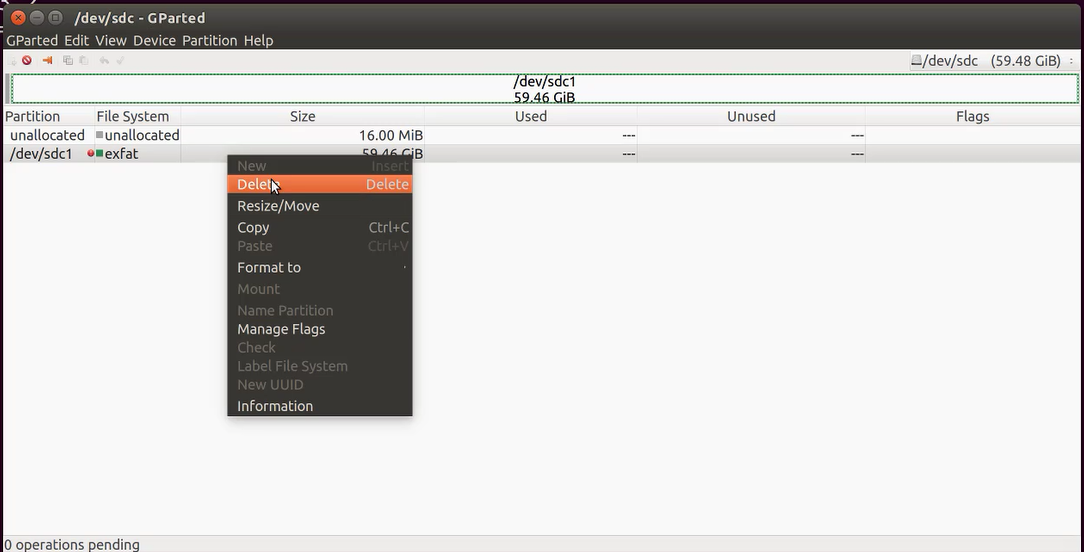 /dev/sdc - GParted
GParted Edit View Device Partition Help
/dev/sdc (59.48 GiB)
/dev/sdc1
59.46 GiB
Partition File System Size Used Unused Flags
unallocated unallocated 16.00 MiB --- ---
/dev/sdc1 exfat 59.46 GiB --- ---
New Insert
Delete Delete
Resize/Move
Copy Ctrl+C
Paste Ctrl+V
Format to
Mount
Name Partition
Manage Flags
Check
Label File System
New UUID
Information
0 operations pending